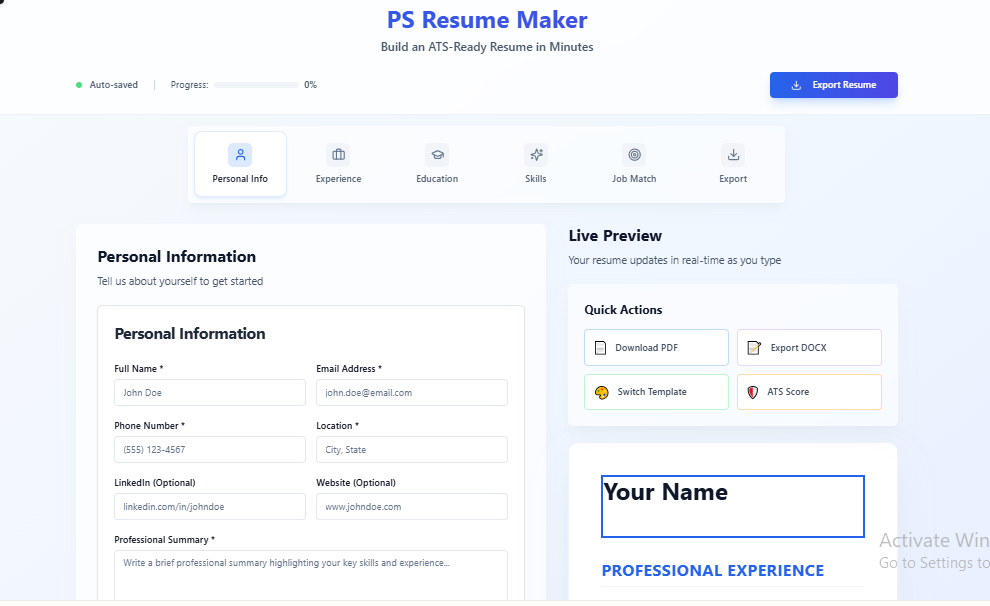 PS Resume Maker
Build an ATS-Ready Resume in Minutes
Auto-saved
Progress:
0%
Export Resume
Personal Info
Experience
Education
Skills
Job Match
Export
Personal Information
Tell us about yourself to get started
Personal Information
Full Name *
Email Address *
John Doe
john.doe@email.com
Phone Number *
Location *
(555) 123-4567
City, State
LinkedIn (Optional)
Website (Optional)
linkedin.com/in/johndoe
www.johndoe.com
Professional Summary *
Write a brief professional summary highlighting your key skills and experience...
Live Preview
Your resume updates in real-time as you type
Quick Actions
Download PDF
Export DOCX
Switch Template
ATS Score
Your Name
PROFESSIONAL EXPERIENCE
Activate Win
Go to Settings to